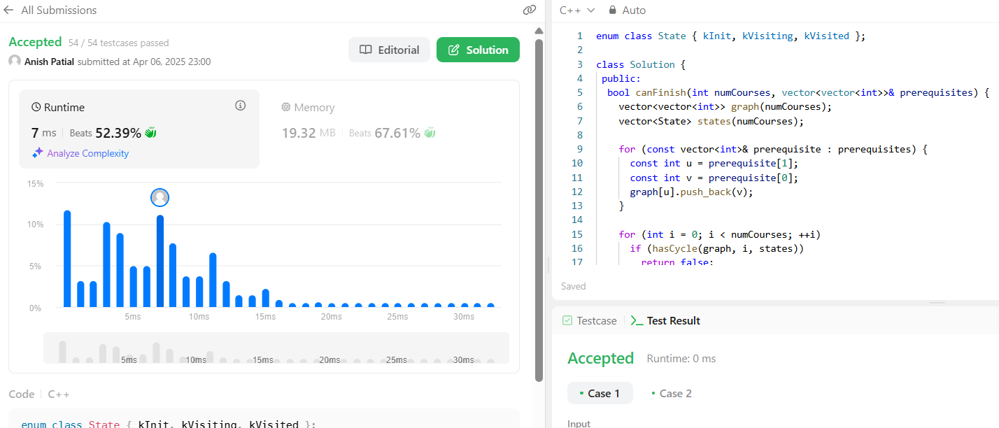 All Submissions
Accepted 54 / 54 testcases passed
Anish Patial submitted at Apr 06, 2025 23:00
Editorial
Solution
Runtime
7 ms Beats 52.39%
Analyze Complexity
Memory
19.32 MB Beats 67.61%
15%
10%
5%
0%
5ms 10ms 15ms 20ms 25ms 30ms
5ms 10ms 15ms 20ms 25ms 30ms
Code C++
enum class State { kInit, kVisiting, kVisited };
C++ Auto
1 enum class State { kInit, kVisiting, kVisited };
2
3 class Solution {
4 public:
5 bool canFinish(int numCourses, vector<vector<int>>& prerequisites) {
6 vector<vector<int>> graph(numCourses);
7 vector<State> states(numCourses);
8
9 for (const vector<int>& prerequisite : prerequisites) {
10 const int u = prerequisite[1];
11 const int v = prerequisite[0];
12 graph[u].push_back(v);
13 }
14
15 for (int i = 0; i < numCourses; ++i)
16 if (hasCycle(graph, i, states))
17 return false;
Saved
Testcase
Test Result
Accepted Runtime: 0 ms
Case 1
Case 2
Input